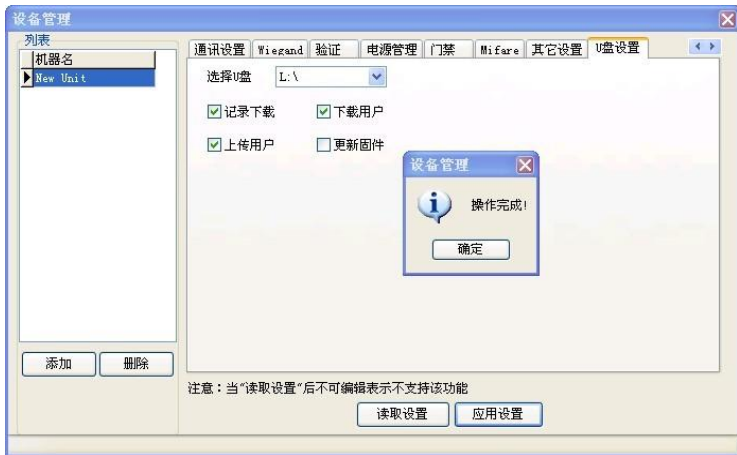 设备管理
列表
机器名
New Unit
添加
删除
通讯设置 Wiegand 验证 电源管理 门禁 Mifare 其它设置 U盘设置
选择U盘 L:\
记录下载 下载用户
上传用户 更新固件
设备管理
操作完成!
确定
注意：当"读取设置"后不可编辑表示不支持该功能
读取设置 应用设置